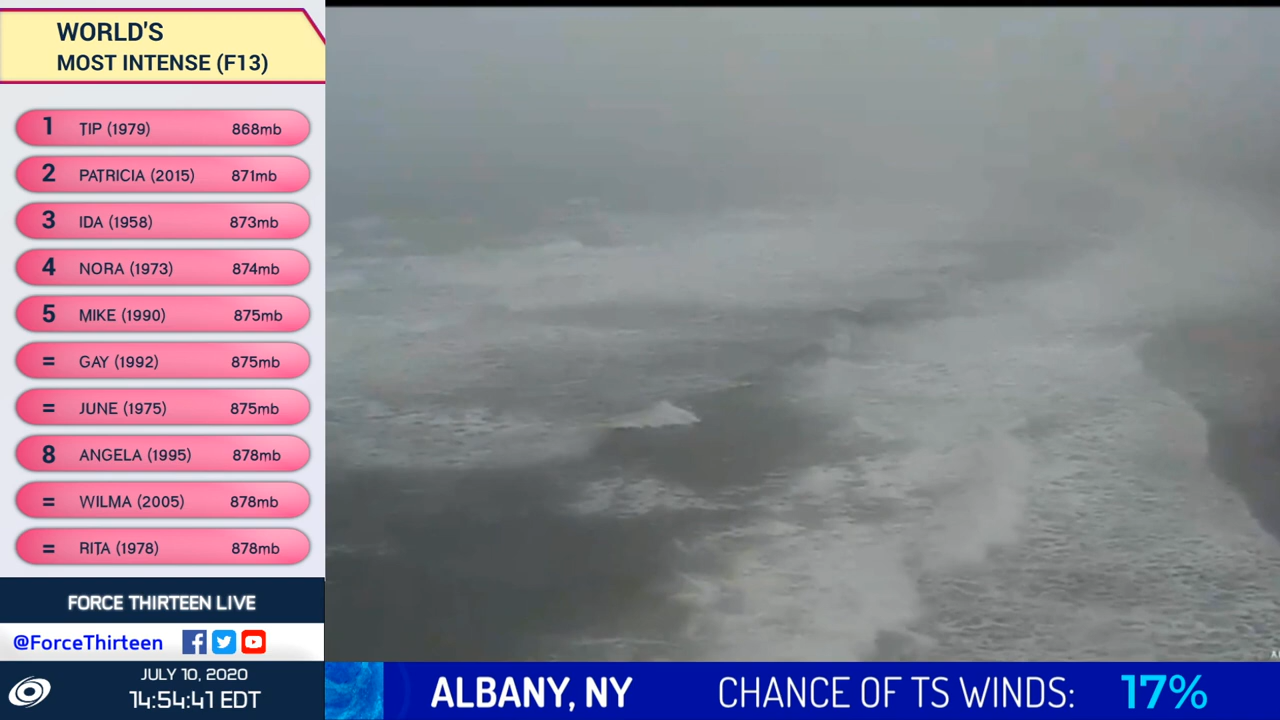 WORLD'S
MOST INTENSE (F13)
1 TIP (1979) 868mb
2 PATRICIA (2015) 871mb
3 IDA (1958) 873mb
4 NORA (1973) 874mb
5 MIKE (1990) 875mb
= GAY (1992) 875mb
= JUNE (1975) 875mb
8 ANGELA (1995) 878mb
= WILMA (2005) 878mb
= RITA (1978) 878mb
FORCE THIRTEEN LIVE
@ForceThirteen
JULY 10, 2020
14:54:41 EDT
ALBANY, NY CHANCE OF TS WINDS: 17%